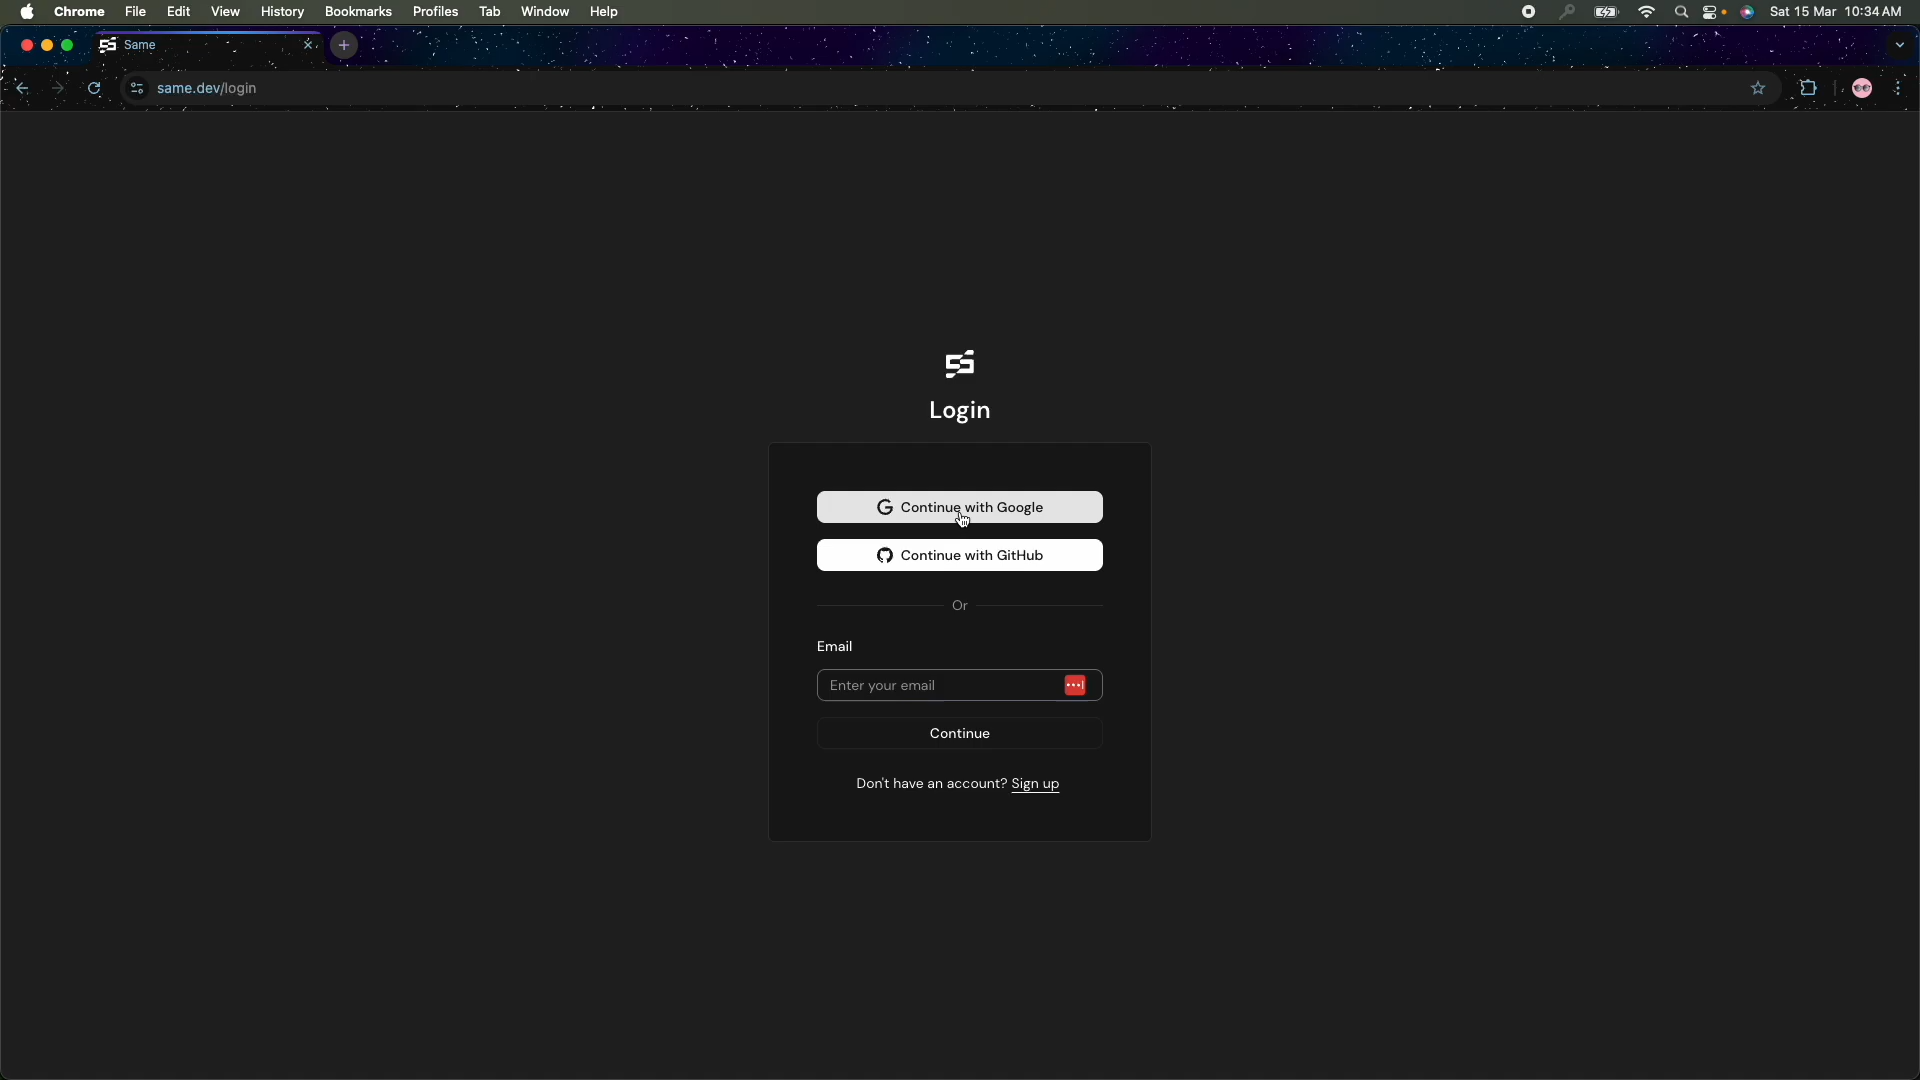 Chrome File Edit View History Bookmarks Profiles Tab Window Help Sat 15 Mar 10:34 AM
Same
same.dev/login
Login
Continue with Google
Continue with GitHub
Or
Email
Enter your email
Continue
Don't have an account? Sign up